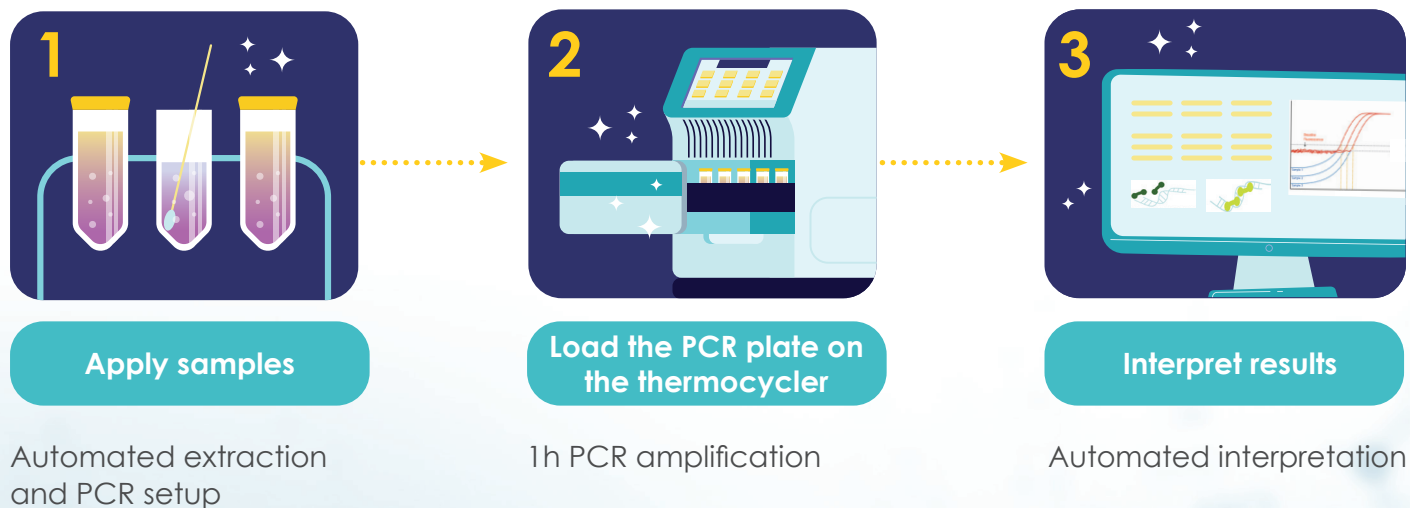 1
2
3
Apply samples
Load the PCR plate on
the thermocycler
Interpret results
Automated extraction
and PCR setup
1h PCR amplification
Automated interpretation